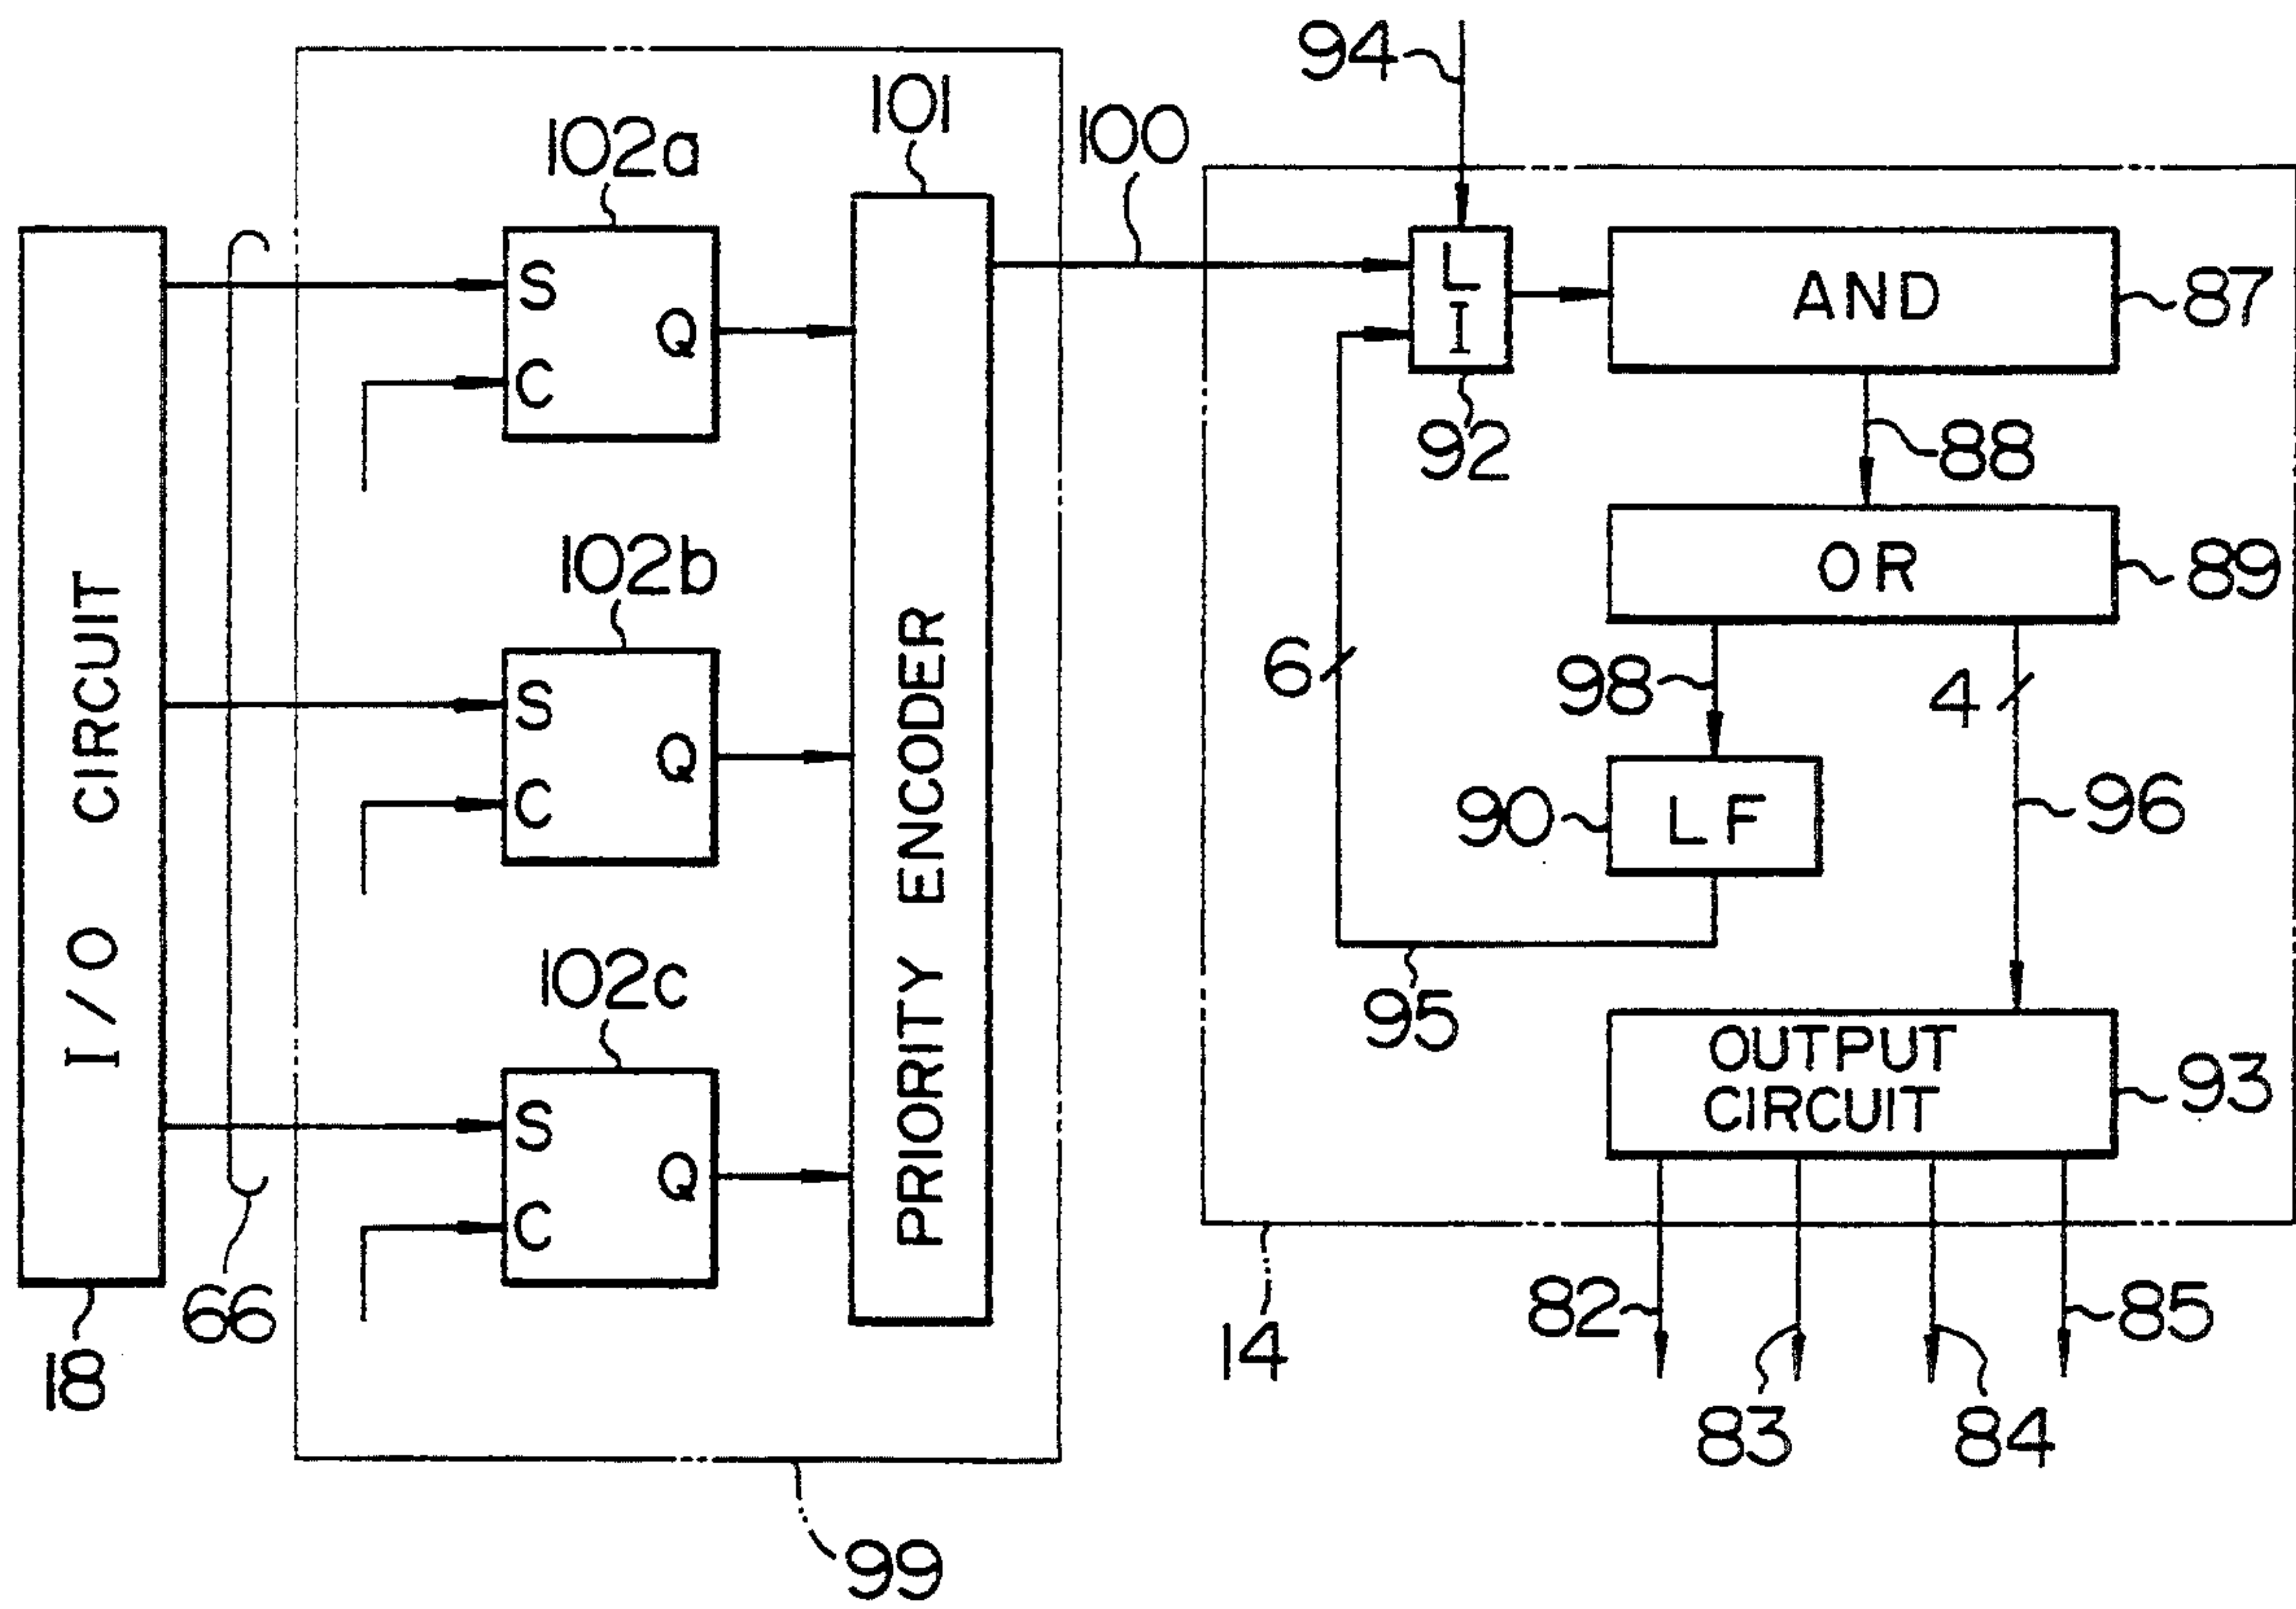 94
101
102a
100
S
C
Q
L
I
AND
87
92
88
102b
OR
89
S
C
Q
6
98
4
90
LF
96
I/O CIRCUIT
PRIORITY ENCODER
102c
95
S
C
Q
OUTPUT
CIRCUIT
93
66
18
14
82
85
83
84
99